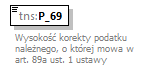 tns:P_69
Wysokość korekty podatku
należnego, o której mowa w
art. 89a ust. 1 ustawy